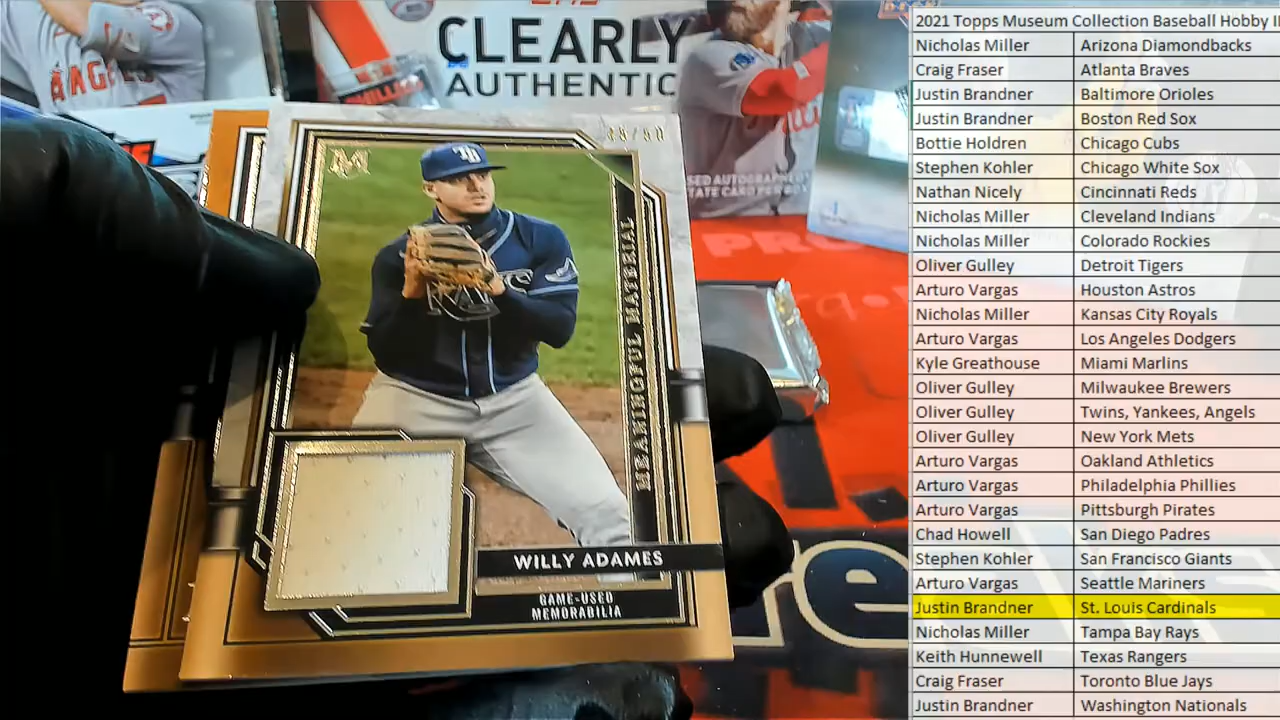 CLEARLY
AUTHENTIC
ANGELS
48/50
TB
MEANINGFUL MATERIAL
RAYS
WILLY ADAMES
GAME-USED
MEMORABILIA
2021 Topps Museum Collection Baseball Hobby
Nicholas Miller Arizona Diamondbacks
Craig Fraser Atlanta Braves
Justin Brandner Baltimore Orioles
Justin Brandner Boston Red Sox
Bottie Holdren Chicago Cubs
Stephen Kohler Chicago White Sox
Nathan Nicely Cincinnati Reds
Nicholas Miller Cleveland Indians
Nicholas Miller Colorado Rockies
Oliver Gulley Detroit Tigers
Arturo Vargas Houston Astros
Nicholas Miller Kansas City Royals
Arturo Vargas Los Angeles Dodgers
Kyle Greathouse Miami Marlins
Oliver Gulley Milwaukee Brewers
Oliver Gulley Twins, Yankees, Angels
Oliver Gulley New York Mets
Arturo Vargas Oakland Athletics
Arturo Vargas Philadelphia Phillies
Arturo Vargas Pittsburgh Pirates
Chad Howell San Diego Padres
Stephen Kohler San Francisco Giants
Arturo Vargas Seattle Mariners
Justin Brandner St. Louis Cardinals
Nicholas Miller Tampa Bay Rays
Keith Hunnewell Texas Rangers
Craig Fraser Toronto Blue Jays
Justin Brandner Washington Nationals